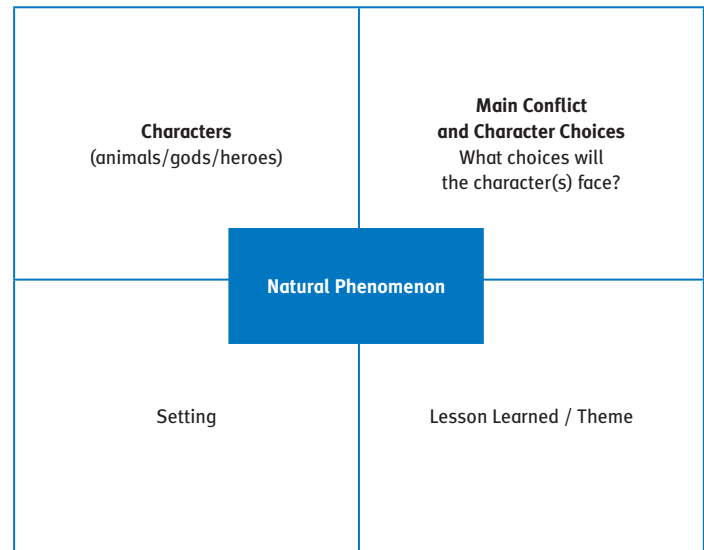 Characters
(animals/gods/heroes)
Main Conflict
and Character Choices
What choices will
the character(s) face?
Natural Phenomenon
Setting
Lesson Learned / Theme